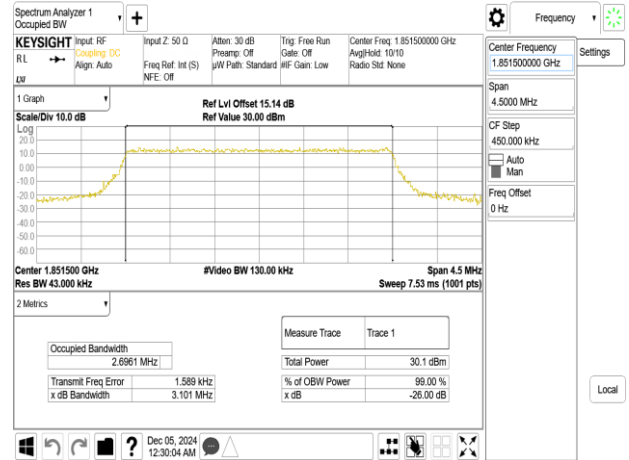 Spectrum Analyzer 1
Occupied BW
+
Frequency
KEYSIGHT
Input: RF
Coupling: DC
Align: Auto
Input Z: 50 Ω
Freq Ref: Int (S)
NFE: Off
Atten: 30 dB
Preamp: Off
µW Path: Standard
Trig: Free Run
Gate: Off
#IF Gain: Low
Center Freq: 1.851500000 GHz
Avg|Hold: 10/10
Radio Std: None
RL
LXI
Settings
Center Frequency
1.851500000 GHz
Span
4.5000 MHz
CF Step
450.000 kHz
Auto
Man
Freq Offset
0 Hz
Local
1 Graph
Ref Lvl Offset 15.14 dB
Scale/Div 10.0 dB
Ref Value 30.00 dBm
Log
20.0
10.0
0.00
-10.0
-20.0
-30.0
-40.0
-50.0
-60.0
Center 1.851500 GHz
#Video BW 130.00 kHz
Span 4.5 MHz
Res BW 43.000 kHz
Sweep 7.53 ms (1001 pts)
2 Metrics
Measure Trace
Trace 1
Occupied Bandwidth
2.6961 MHz
Total Power
30.1 dBm
Transmit Freq Error
1.589 kHz
% of OBW Power
99.00 %
x dB Bandwidth
3.101 MHz
x dB
-26.00 dB
?
Dec 05, 2024
12:30:04 AM